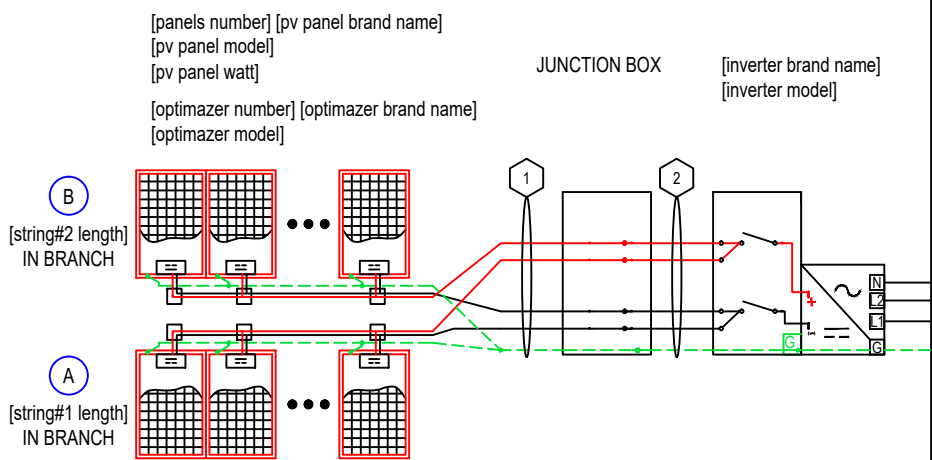 [panels number] [pv panel brand name]
[pv panel model]
[pv panel watt]
[optimazer number] [optimazer brand name]
[optimazer model]
JUNCTION BOX
[inverter brand name]
[inverter model]
B
[string#2 length]
IN BRANCH
1
2
N
L2
L1
G
G
A
[string#1 length]
IN BRANCH